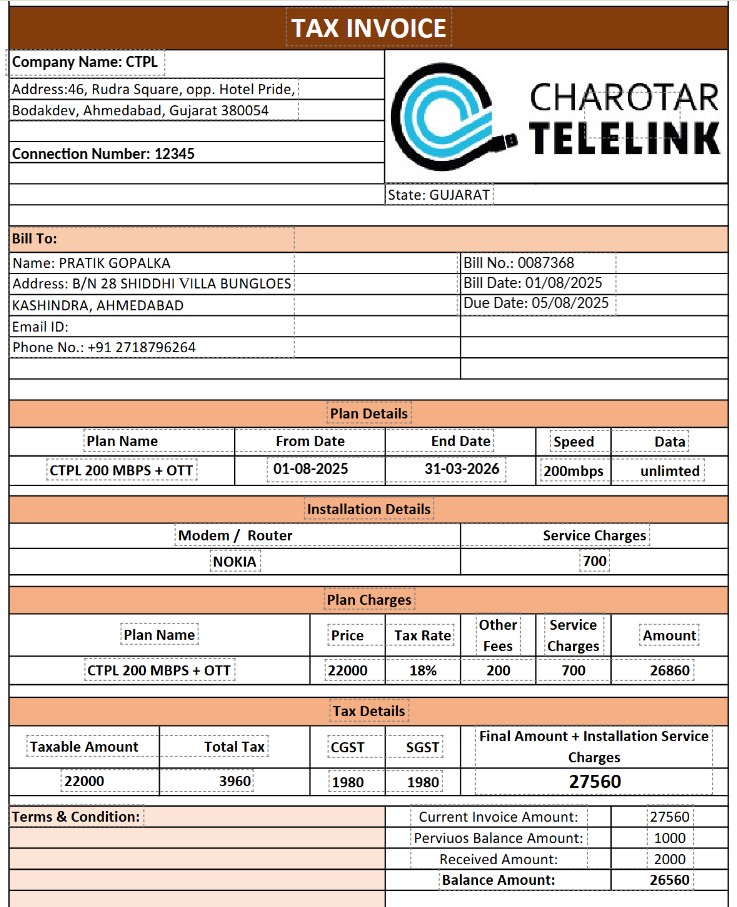 TAX INVOICE
Company Name: CTPL
Address:46, Rudra Square, opp. Hotel Pride,
Bodakdev, Ahmedabad, Gujarat 380054
Connection Number: 12345
CHAROTAR
TELELINK
State: GUJARAT
Bill To:
Name: PRATIK GOPALKA
Address: B/N 28 SHIDDHI VILLA BUNGLOES
KASHINDRA, AHMEDABAD
Email ID:
Phone No.: +91 2718796264
Bill No.: 0087368
Bill Date: 01/08/2025
Due Date: 05/08/2025
Plan Details
Plan Name From Date End Date Speed Data
CTPL 200 MBPS + OTT 01-08-2025 31-03-2026 200mbps unlimted
Installation Details
Modem / Router Service Charges
NOKIA 700
Plan Charges
Plan Name Price Tax Rate Other Fees Service Charges Amount
CTPL 200 MBPS + OTT 22000 18% 200 700 26860
Tax Details
Taxable Amount Total Tax CGST SGST Final Amount + Installation Service Charges
22000 3960 1980 1980 27560
Terms & Condition:
Current Invoice Amount: 27560
Perviuos Balance Amount: 1000
Received Amount: 2000
Balance Amount: 26560